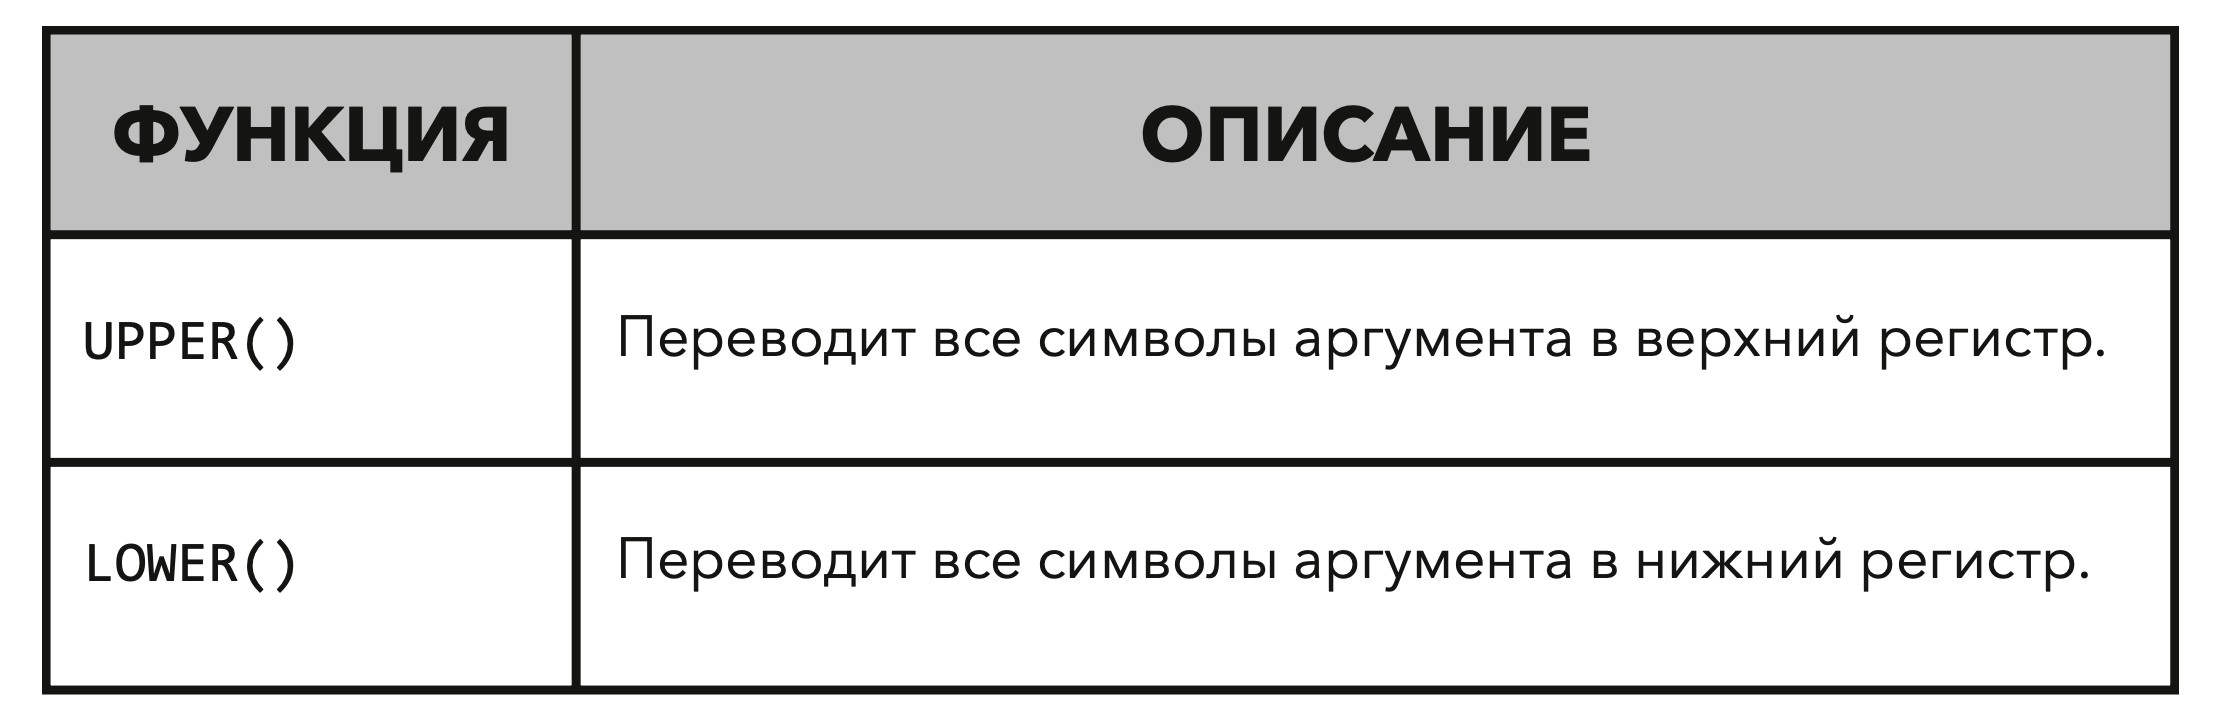 ФУНКЦИЯ ОПИСАНИЕ
UPPER() Переводит все символы аргумента в верхний регистр.
LOWER() Переводит все символы аргумента в нижний регистр.